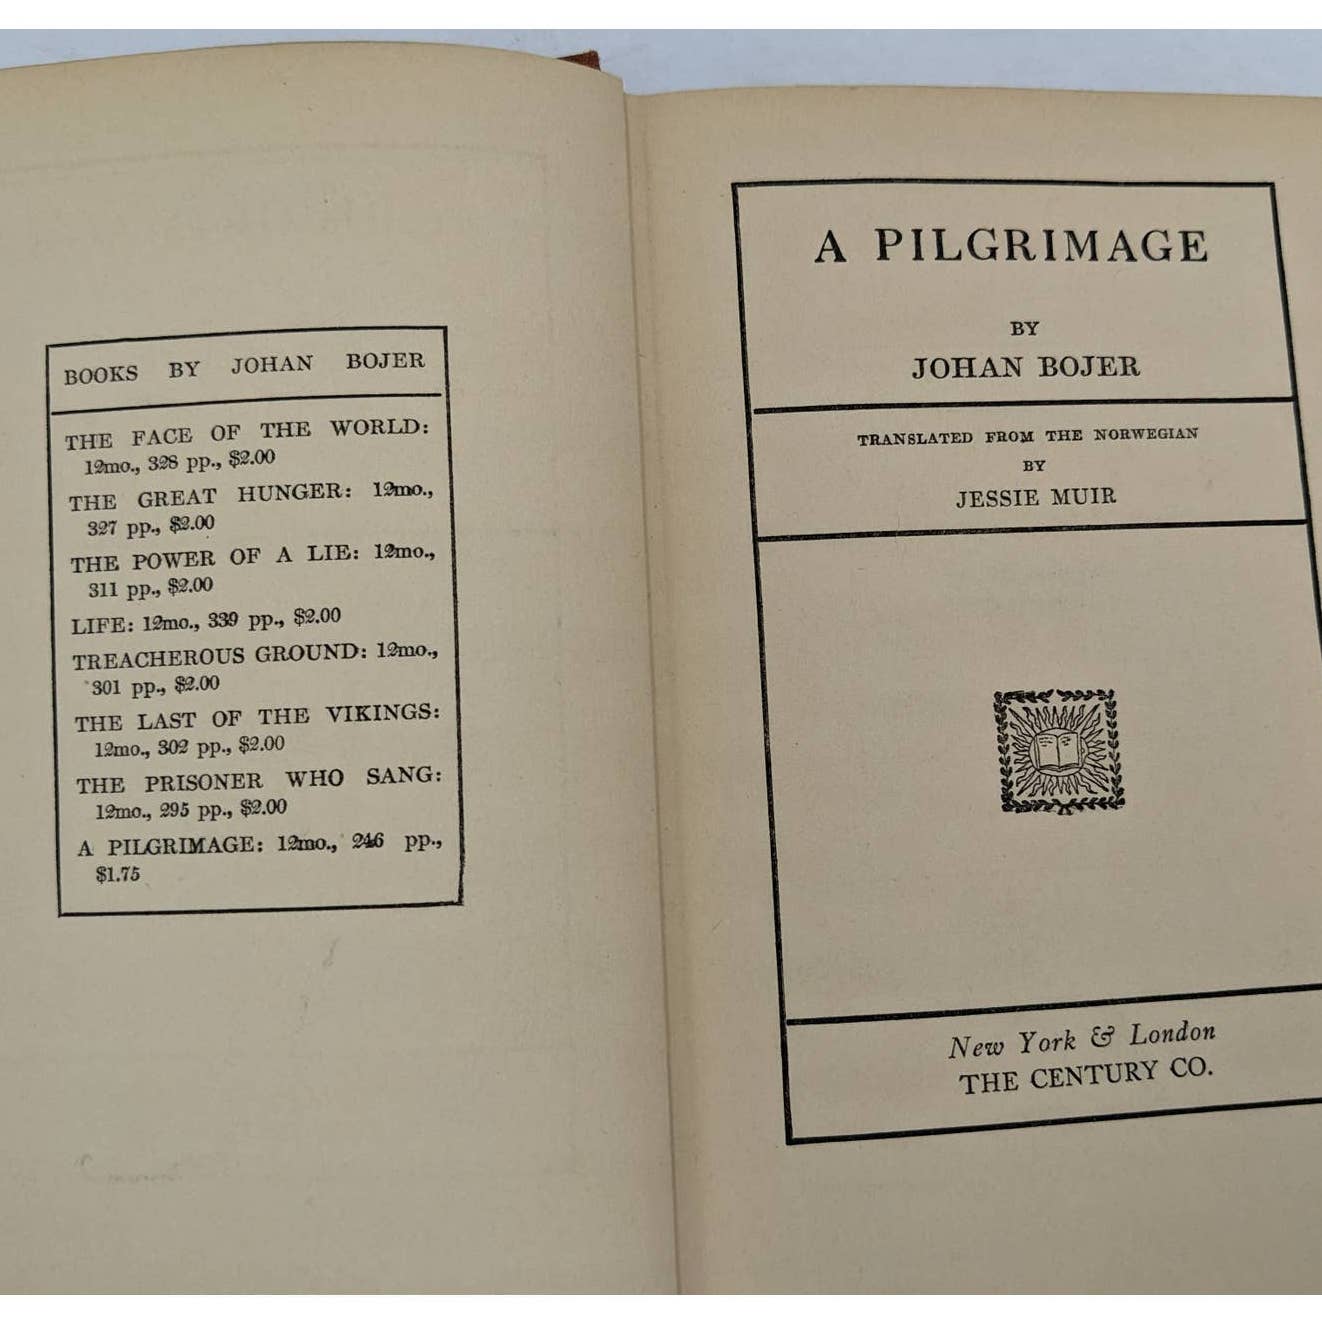 BOOKS BY JOHAN BOJER
THE FACE OF THE WORLD:
12mo., 328 pp., $2.00
THE GREAT HUNGER: 12mo.,
327 pp., $2.00
THE POWER OF A LIE: 12mo.,
311 pp., $2.00
LIFE: 12mo., 339 pp., $2.00
TREACHEROUS GROUND: 12mo.,
301 pp., $2.00
THE LAST OF THE VIKINGS:
12mo., 302 pp., $2.00
THE PRISONER WHO SANG:
12mo., 295 pp., $2.00
A PILGRIMAGE: 12mo., 246 pp.,
$1.75
A PILGRIMAGE
BY
JOHAN BOJER
TRANSLATED FROM THE NORWEGIAN
BY
JESSIE MUIR
New York & London
THE CENTURY CO.